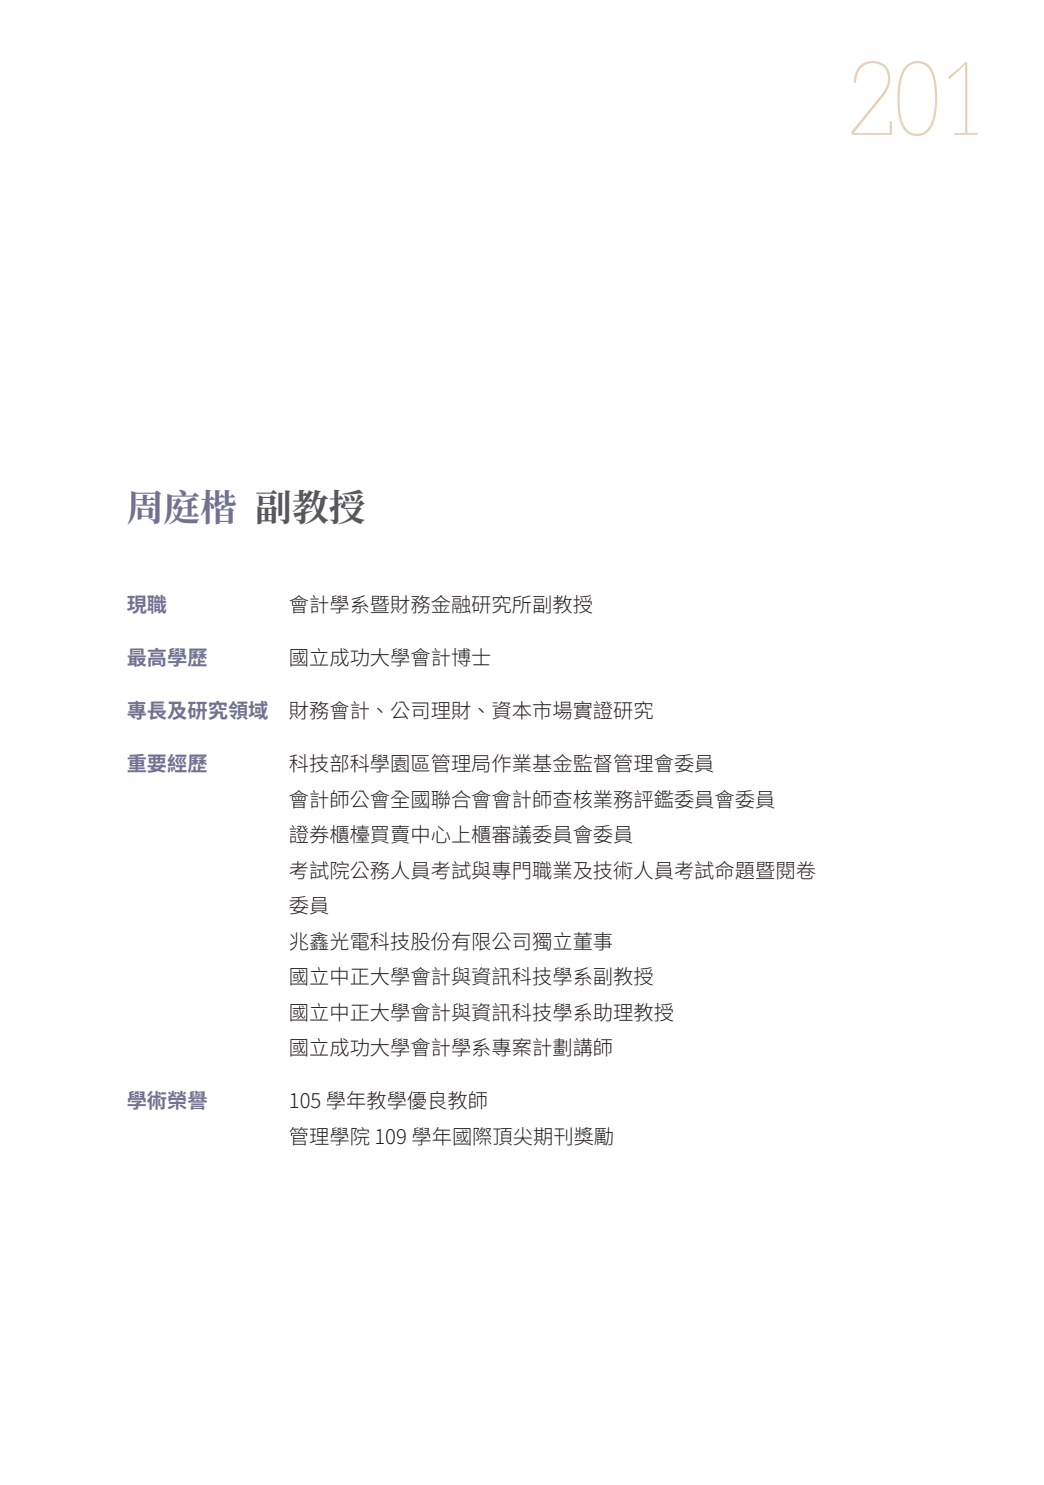 201
周庭楷 副教授
現職 會計學系暨財務金融研究所副教授
最高學歷 國立成功大學會計博士
專長及研究領域 財務會計、公司理財、資本市場實證研究
重要經歷 科技部科學園區管理局作業基金監督管理會委員
會計師公會全國聯合會會計師查核業務評鑑委員會委員
證券櫃檯買賣中心上櫃審議委員會委員
考試院公務人員考試與專門職業及技術人員考試命題暨閱卷
委員
兆鑫光電科技股份有限公司獨立董事
國立中正大學會計與資訊科技學系副教授
國立中正大學會計與資訊科技學系助理教授
國立成功大學會計學系專案計劃講師
學術榮譽 105 學年教學優良教師
管理學院 109 學年國際頂尖期刊獎勵